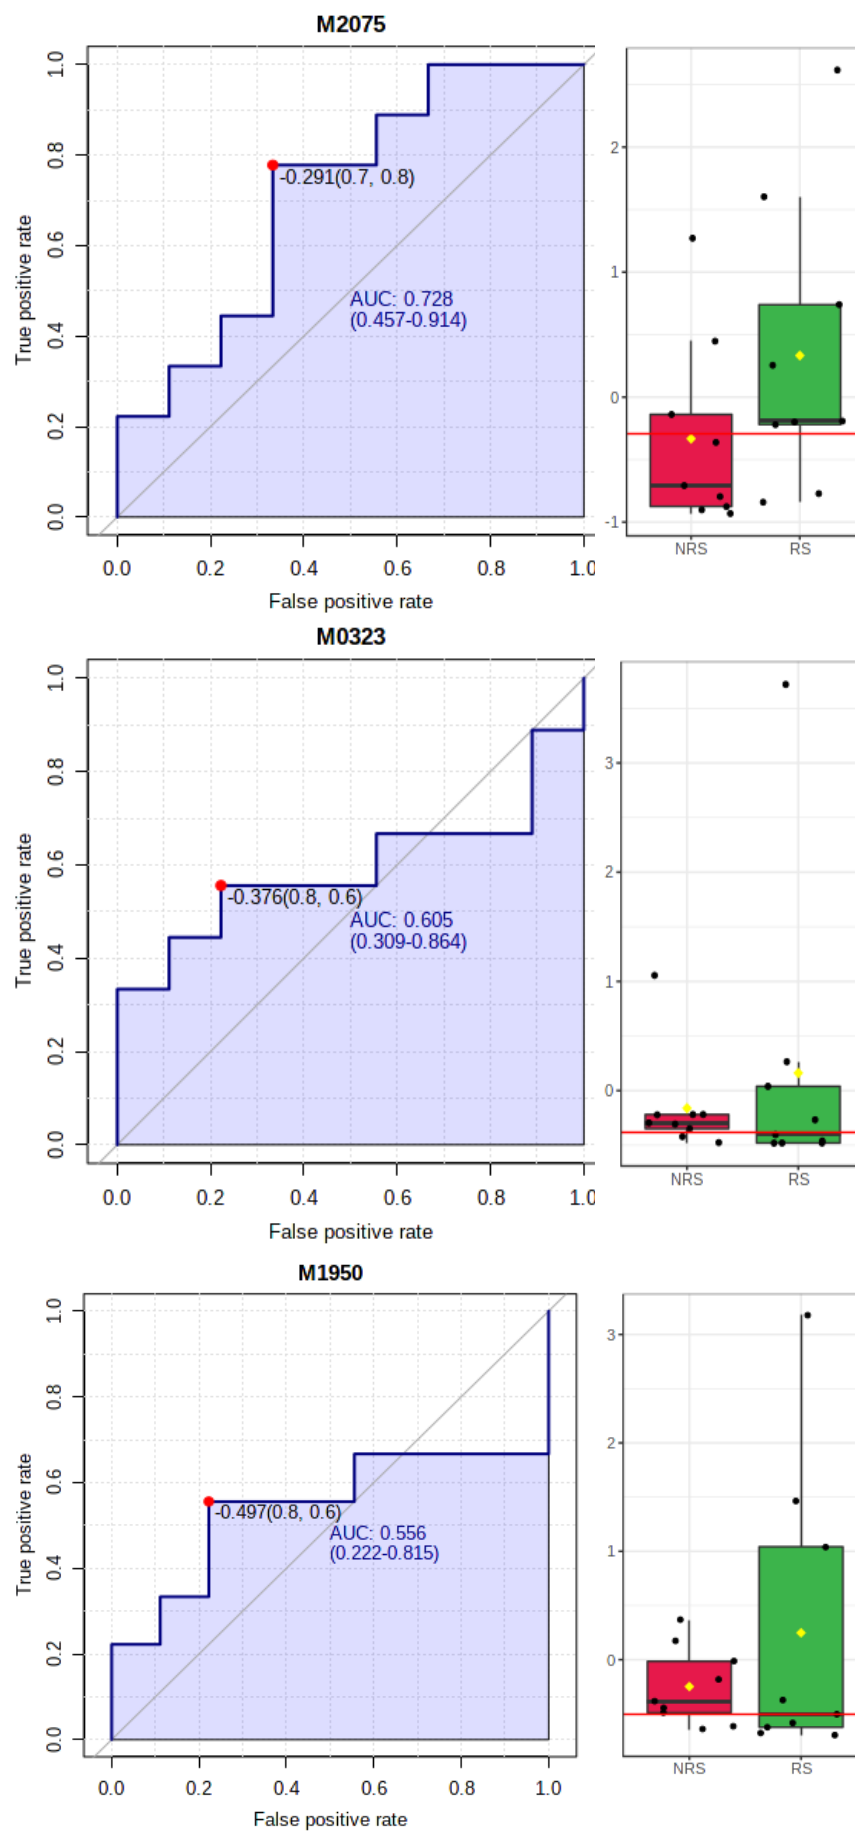 M2075
True positive rate
1.0
0.8
0.6
0.4
0.2
0.0
-0.291(0.7, 0.8)
AUC: 0.728
(0.457-0.914)
0.0 0.2 0.4 0.6 0.8 1.0
False positive rate
2
1
0
-1
NRS RS
M0323
True positive rate
1.0
0.8
0.6
0.4
0.2
0.0
-0.376(0.8, 0.6)
AUC: 0.605
(0.309-0.864)
0.0 0.2 0.4 0.6 0.8 1.0
False positive rate
3
2
1
0
NRS RS
M1950
True positive rate
1.0
0.8
0.6
0.4
0.2
0.0
-0.497(0.8, 0.6)
AUC: 0.556
(0.222-0.815)
0.0 0.2 0.4 0.6 0.8 1.0
False positive rate
3
2
1
0
NRS RS